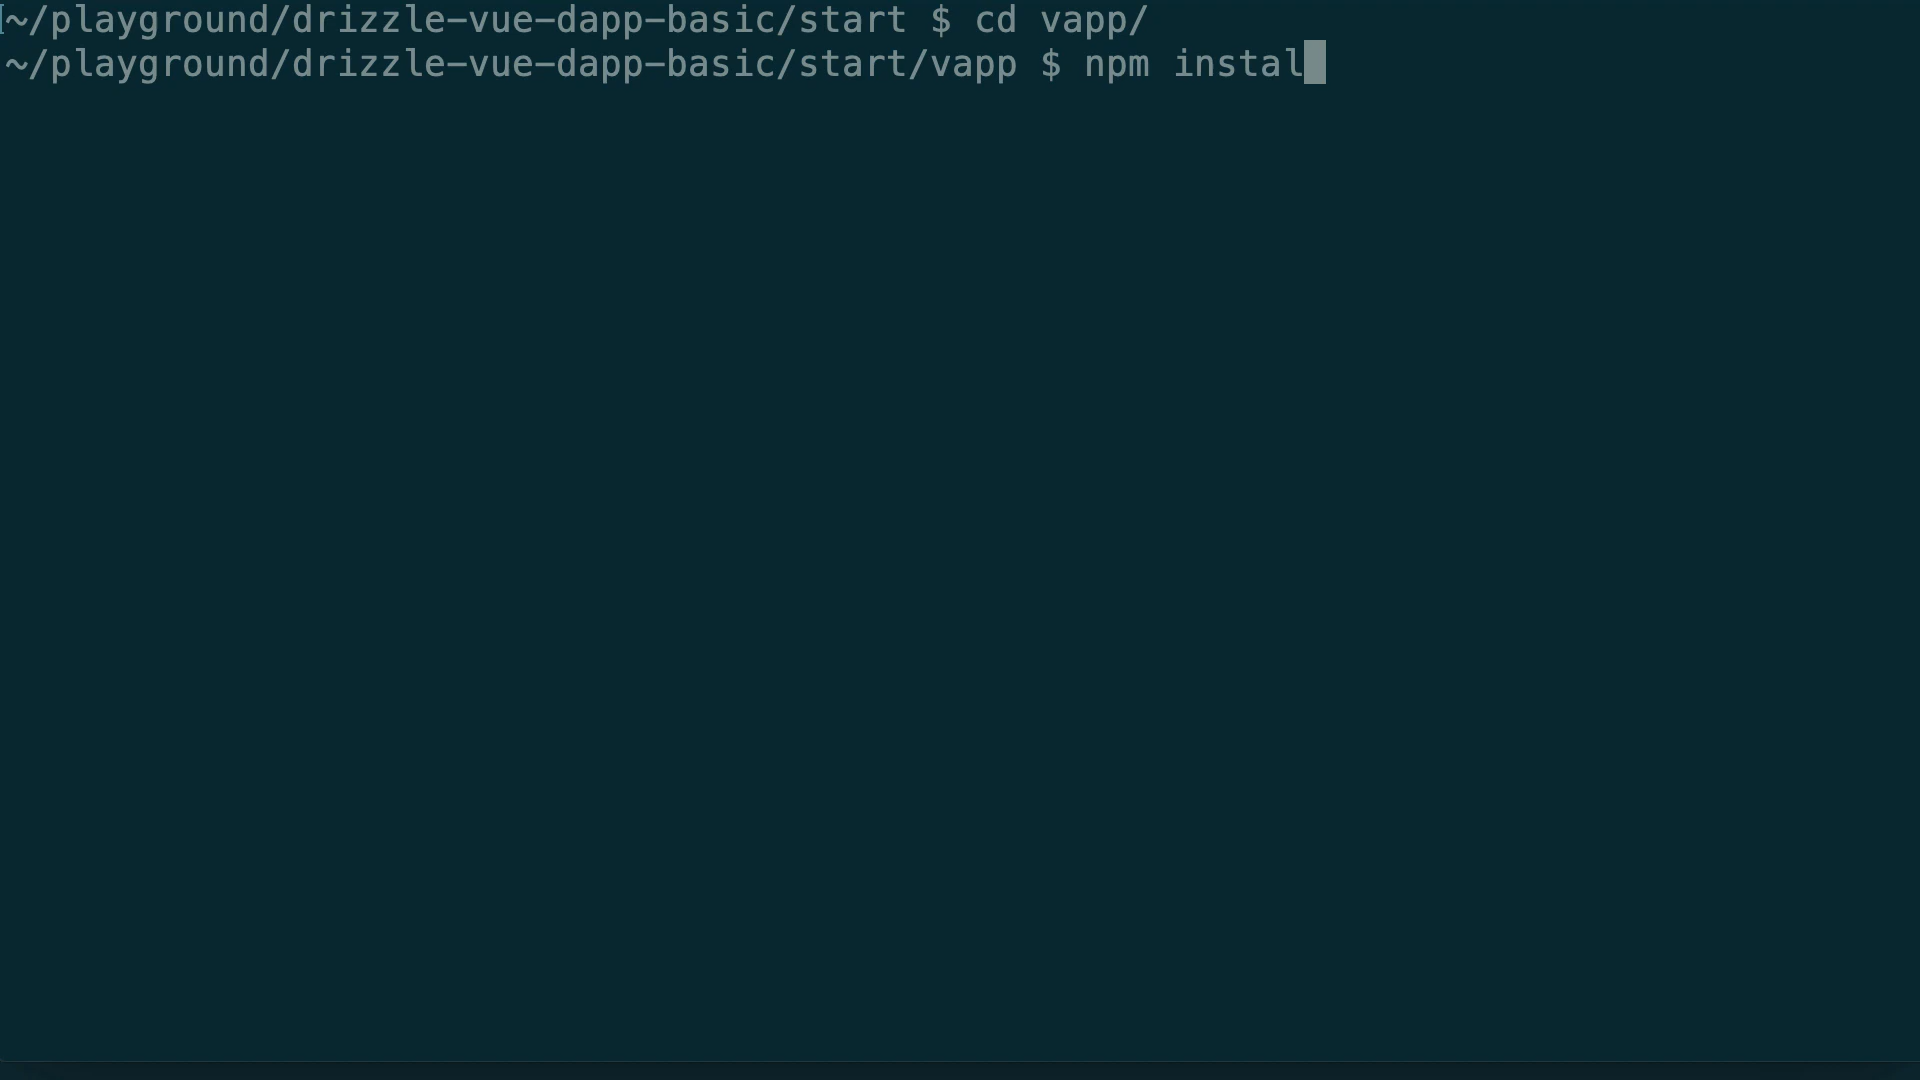 ~/playground/drizzle-vue-dapp-basic/start $ cd vapp/
~/playground/drizzle-vue-dapp-basic/start/vapp $ npm instal